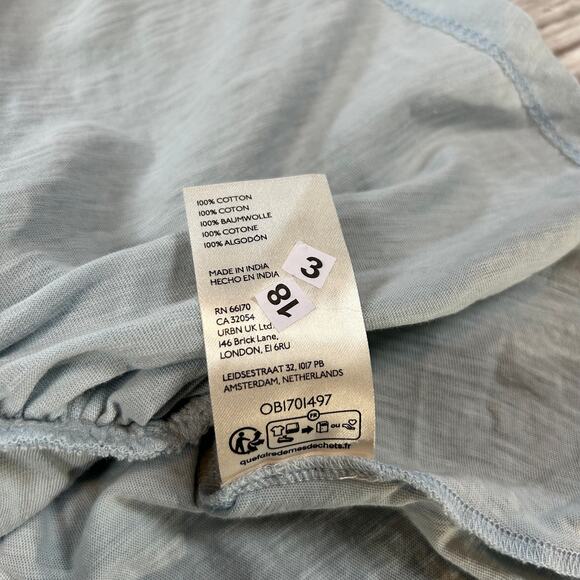 100% COTTON
100% COTON
100% BAUMWOLLE
100% COTONE
100% ALGODÓN
MADE IN INDIA
HECHO EN INDIA
3
18
RN 66170
CA 32054
URBN UK Ltd.
146 Brick Lane,
LONDON, E1 6RU
LEIDSESTRAAT 32, 1017 PB
AMSTERDAM, NETHERLANDS
OB1701497
FR
ou
quefairedemesdechets.fr